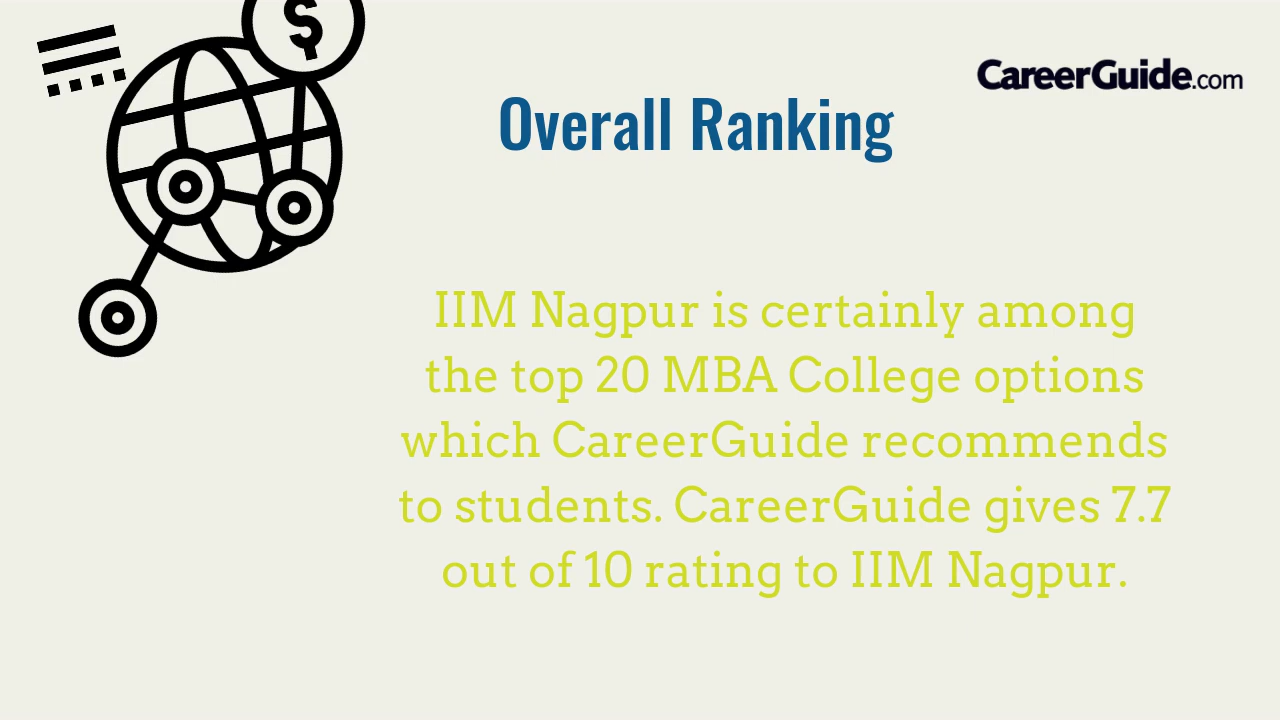 CareerGuide.com
Overall Ranking
IIM Nagpur is certainly among
the top 20 MBA College options
which CareerGuide recommends
to students. CareerGuide gives 7.7
out of 10 rating to IIM Nagpur.
$